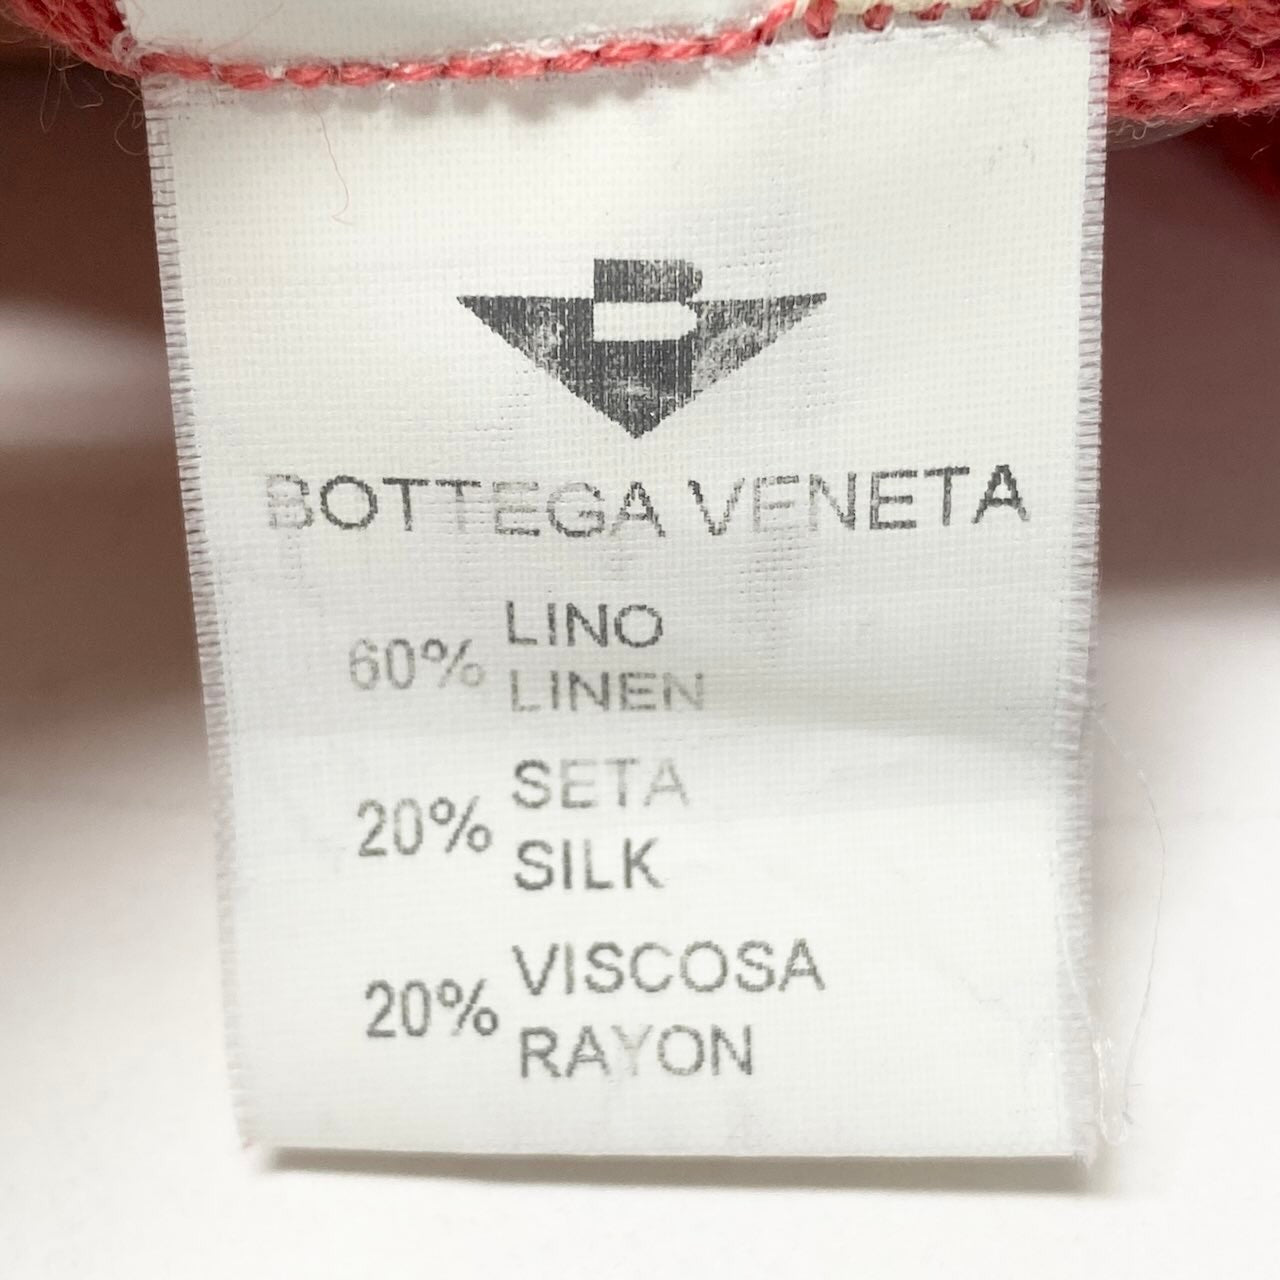 B
BOTTEGA VENETA
60% LINO
LINEN
20% SETA
SILK
20% VISCOSA
RAYON